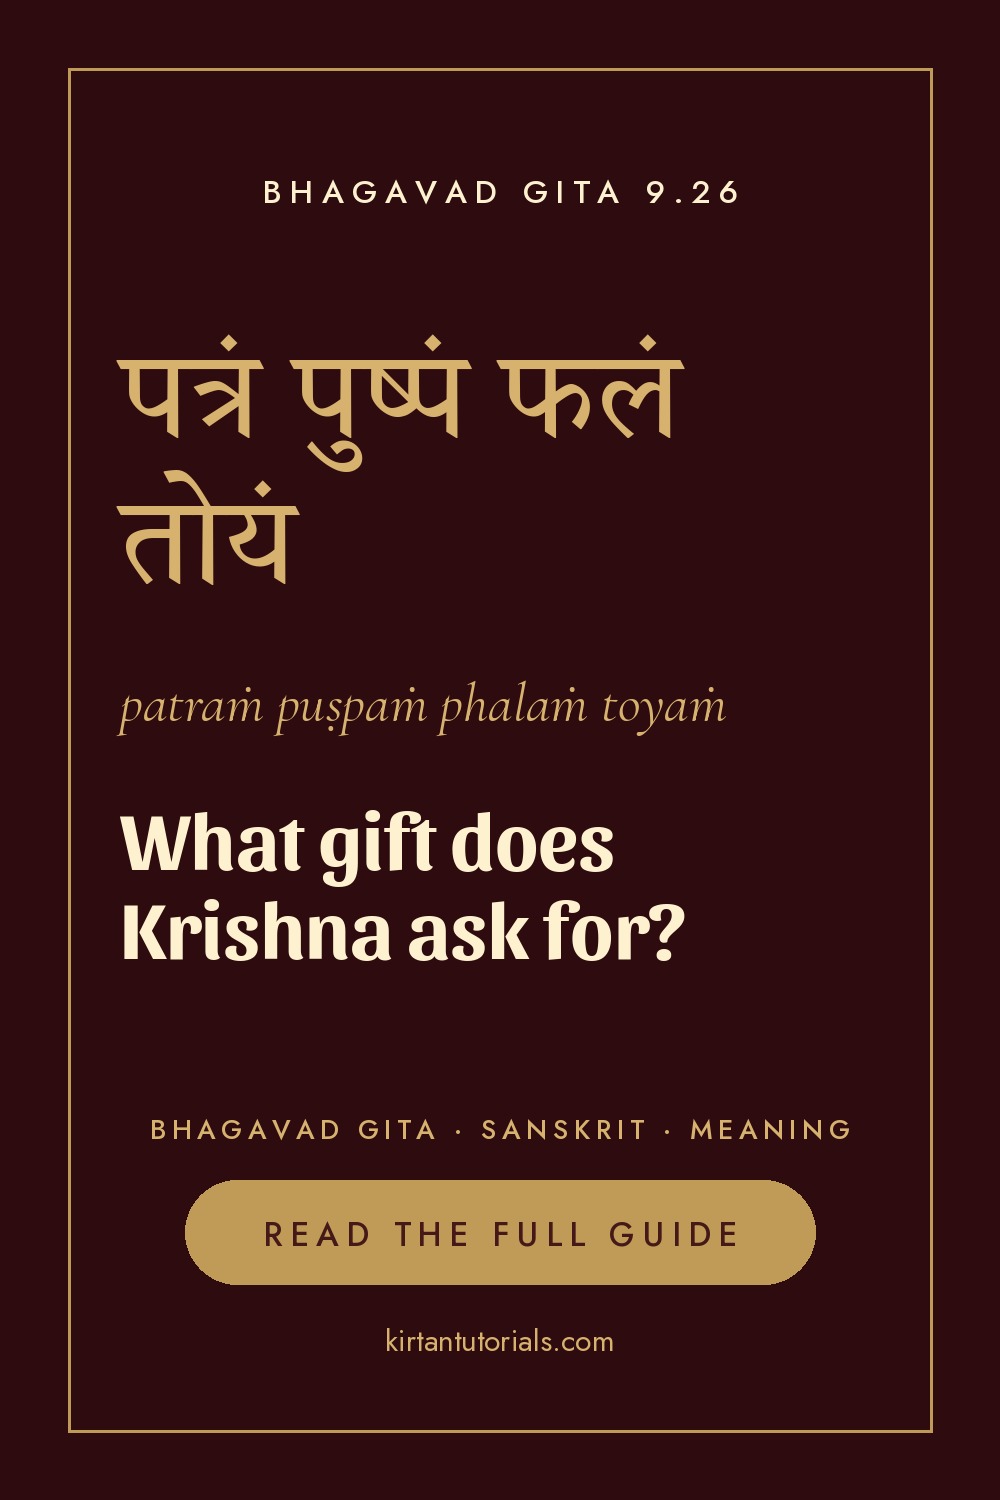 BHAGAVAD GITA 9.26
पत्रं पुष्पं फलं
तोयं
patraṁ puṣpaṁ phalaṁ toyaṁ
What gift does
Krishna ask for?
BHAGAVAD GITA · SANSKRIT · MEANING
READ THE FULL GUIDE
kirtantutorials.com